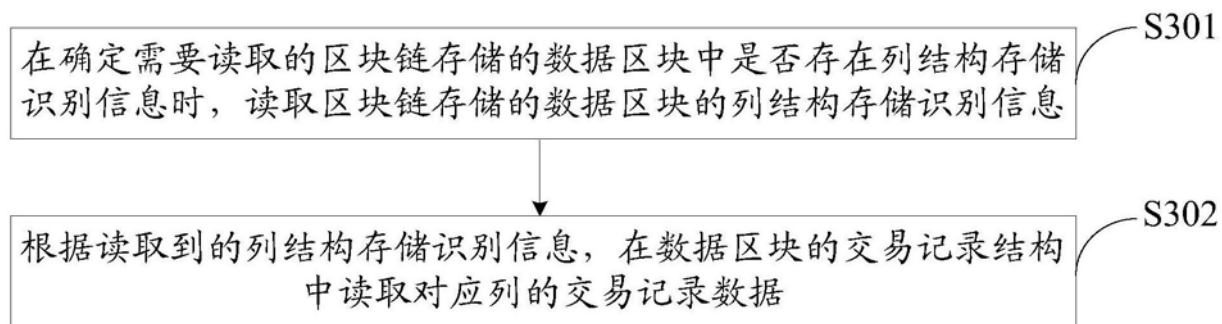 S301
在确定需要读取的区块链存储的数据区块中是否存在列结构存储
识别信息时，读取区块链存储的数据区块的列结构存储识别信息
S302
根据读取到的列结构存储识别信息，在数据区块的交易记录结构
中读取对应列的交易记录数据